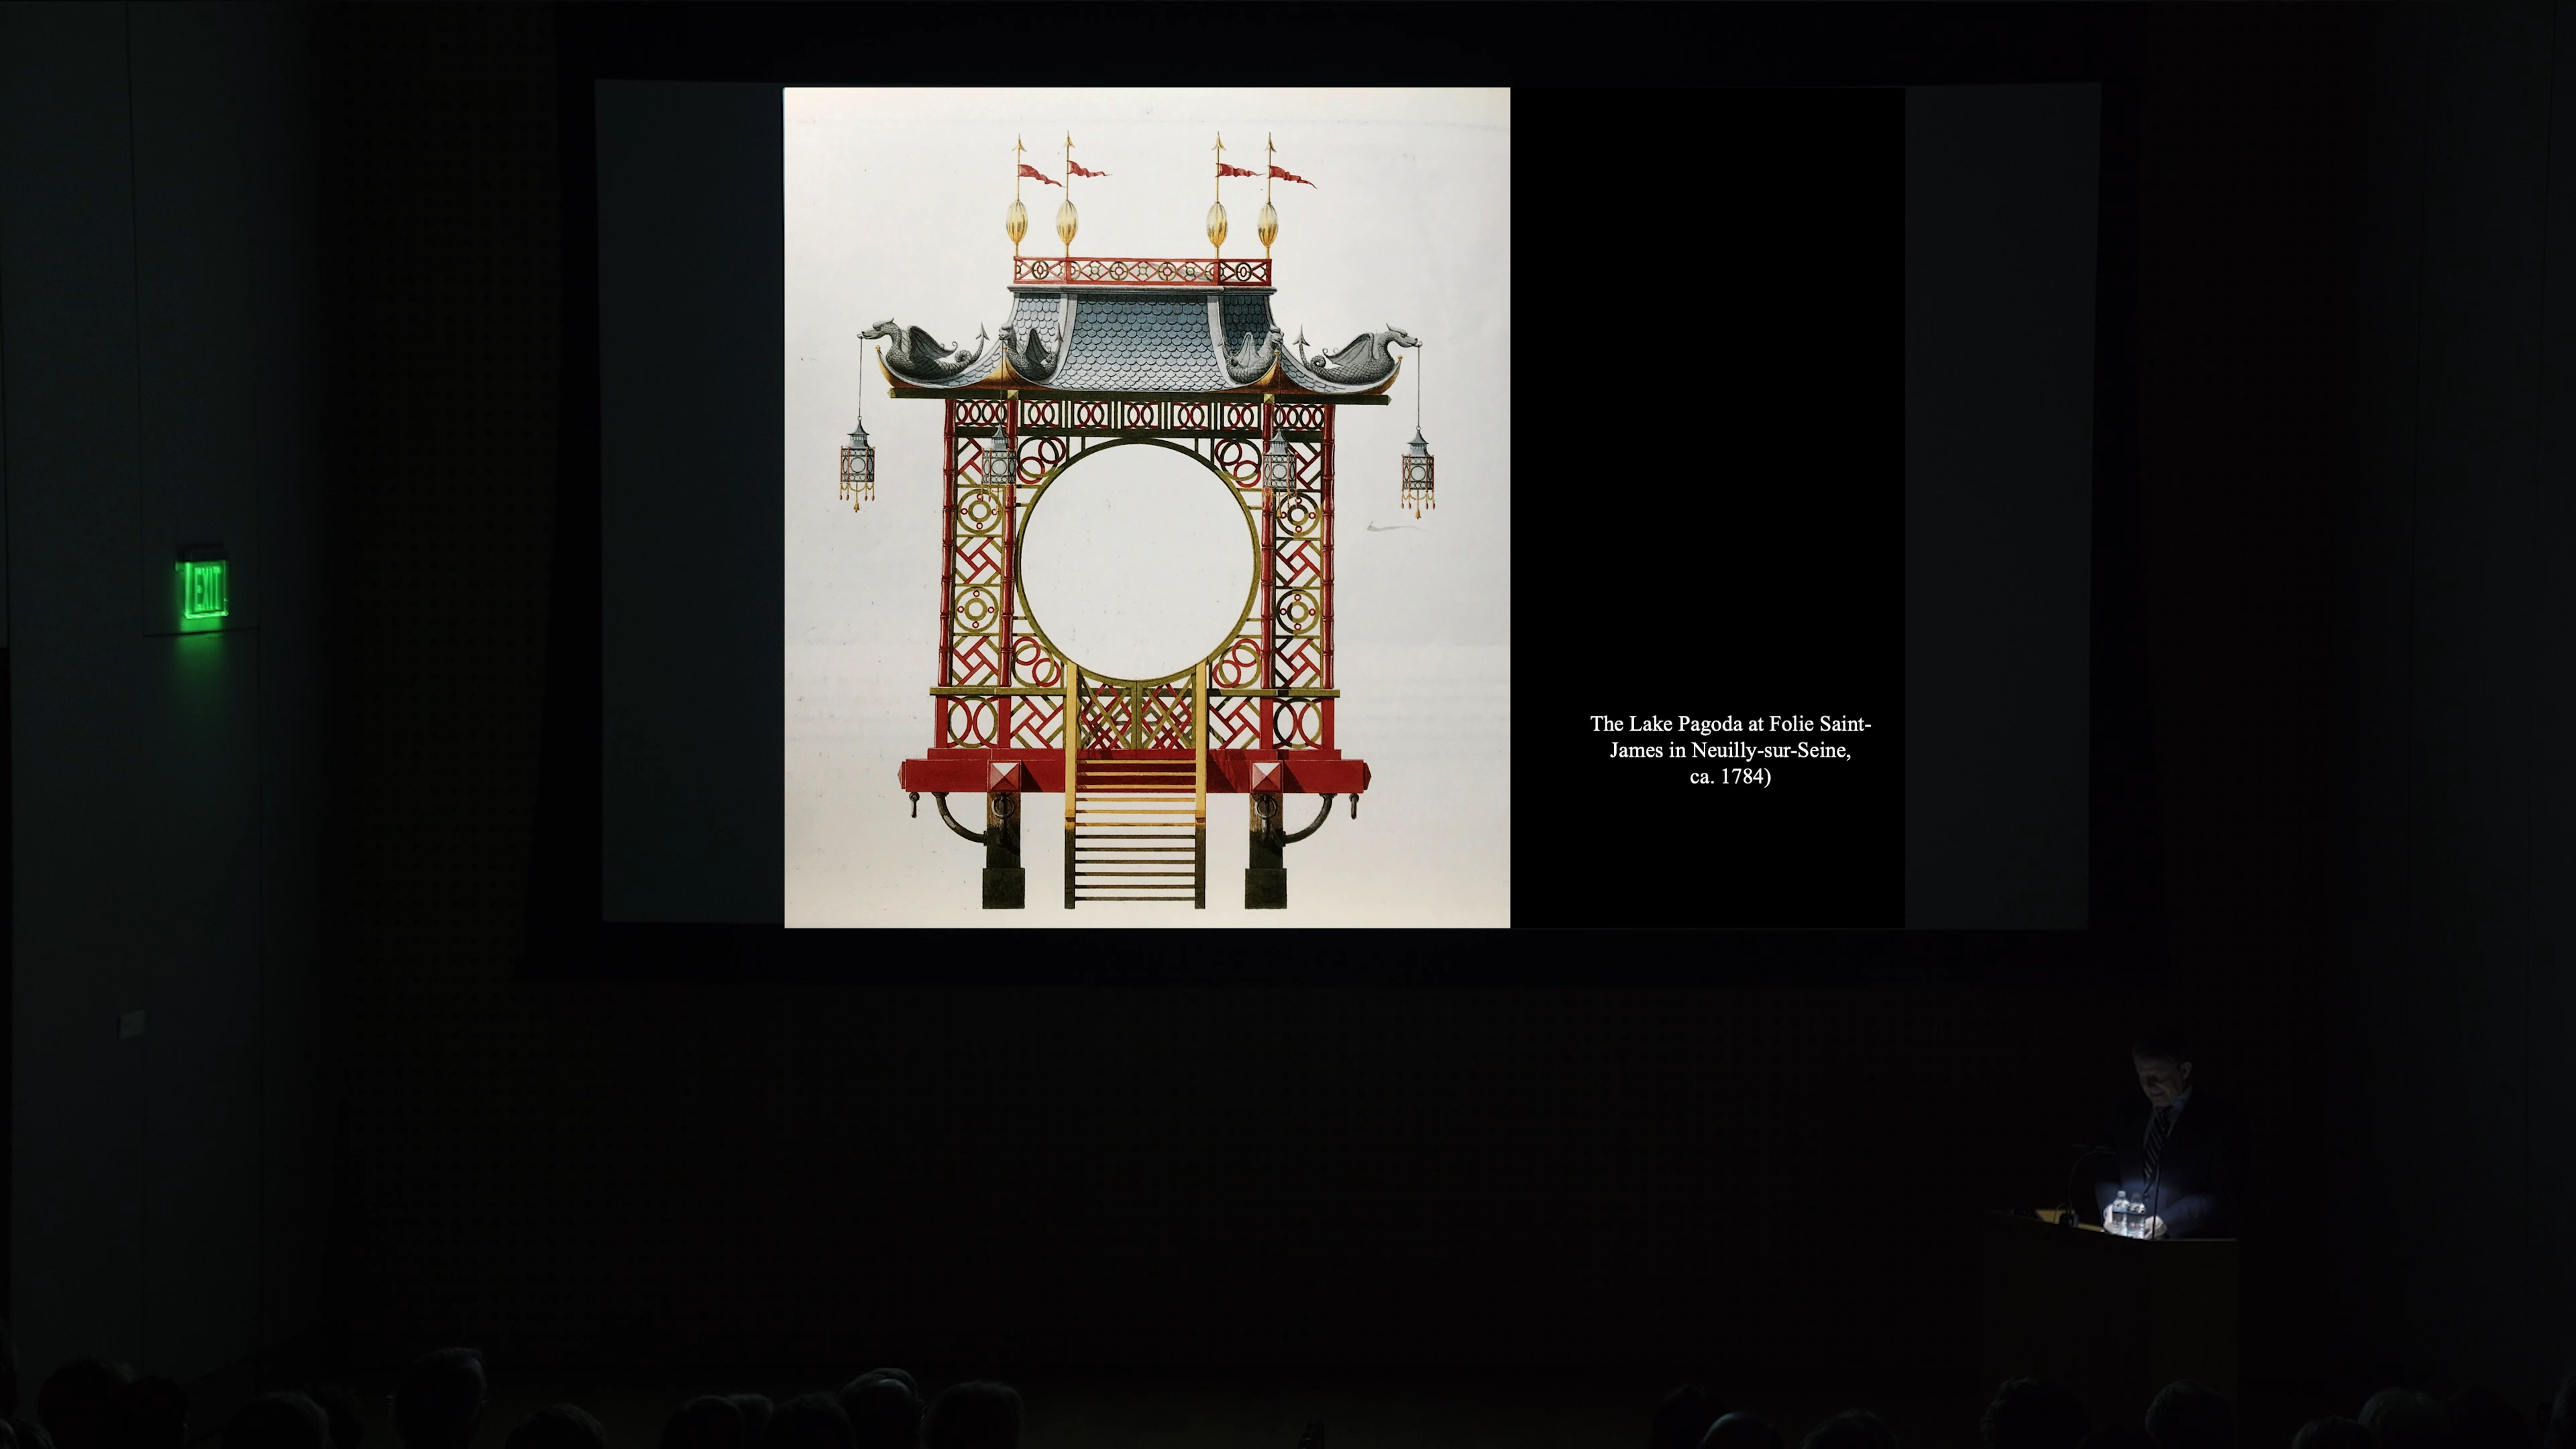 EXIT
The Lake Pagoda at Folie Saint-
James in Neuilly-sur-Seine,
ca. 1784)